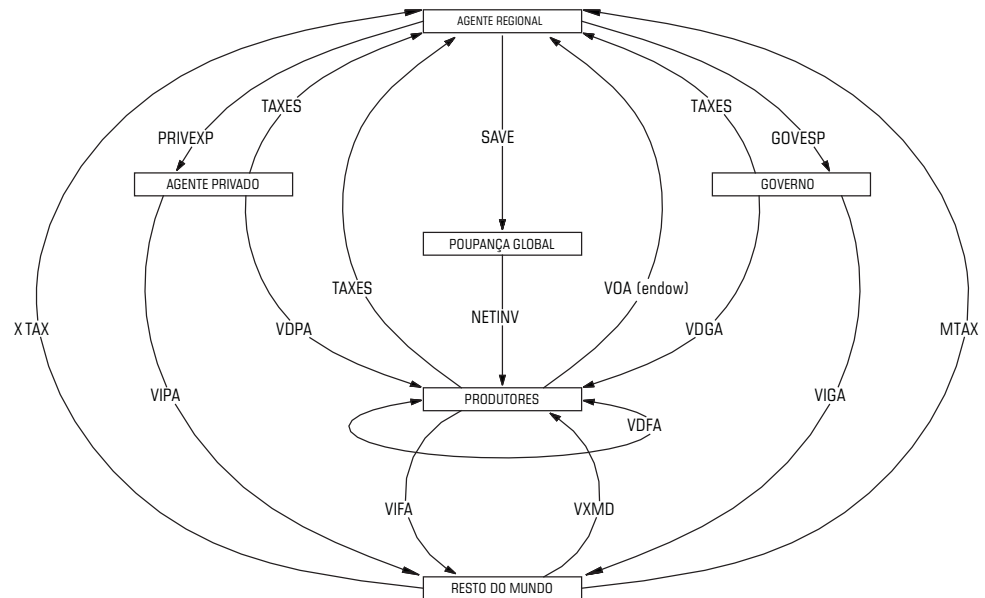 AGENTE REGIONAL
TAXES
TAXES
PRIVEXP
SAVE
GOVESP
AGENTE PRIVADO
GOVERNO
POUPANÇA GLOBAL
TAXES
VOA (endow)
NETINV
X TAX
VDPA
VDGA
MTAX
VIPA
PRODUTORES
VIGA
VDFA
VIFA
VXMD
RESTO DO MUNDO